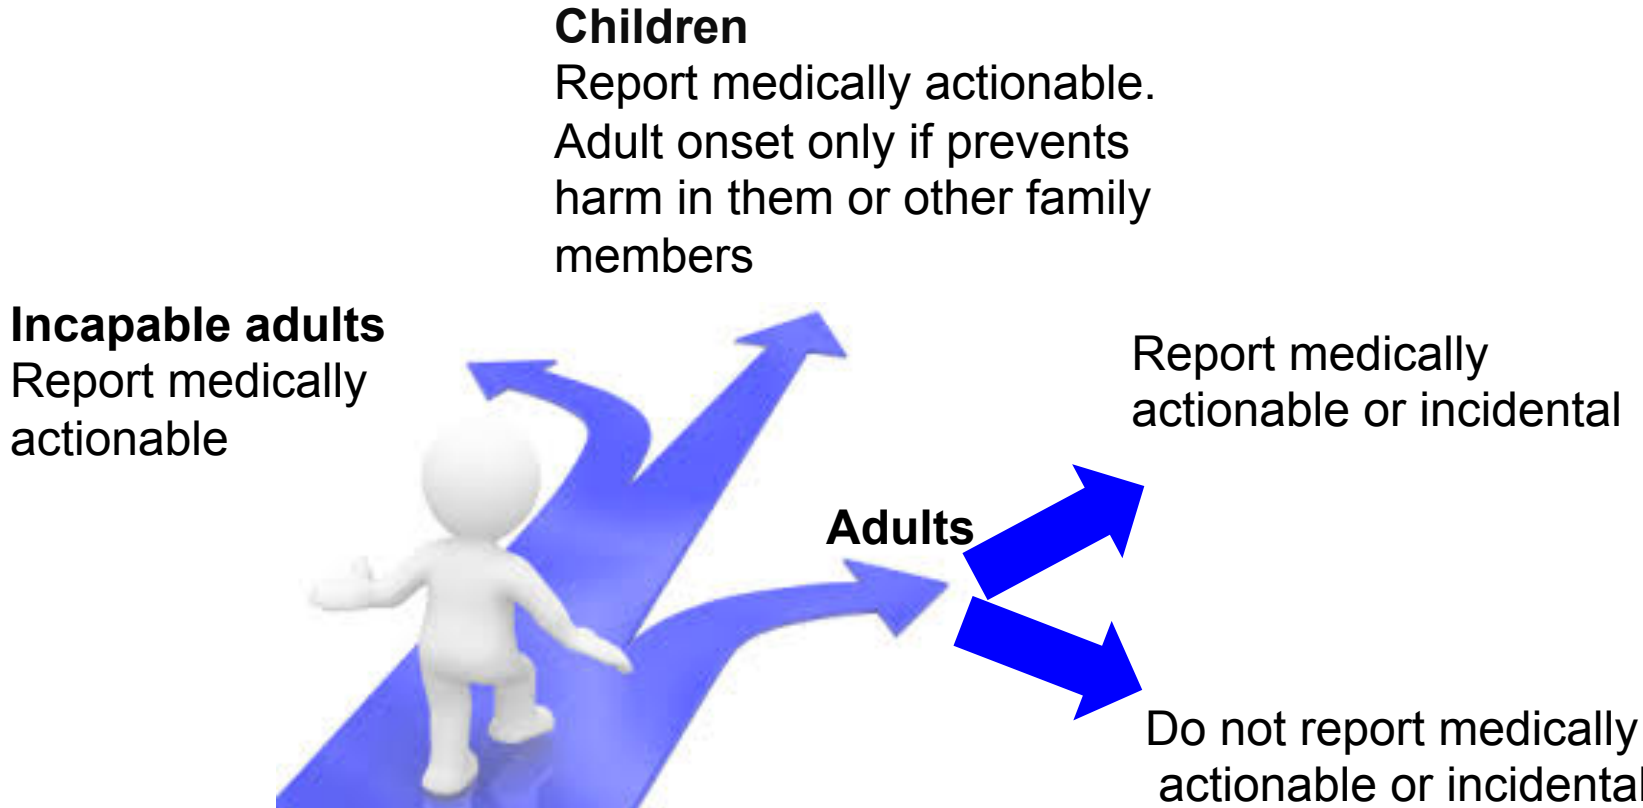 Children
Report medically actionable.
Adult onset only if prevents
harm in them or other family
members
Incapable adults
Report medically
actionable
Report medically
actionable or incidental
Adults
Do not report medically
actionable or incidental